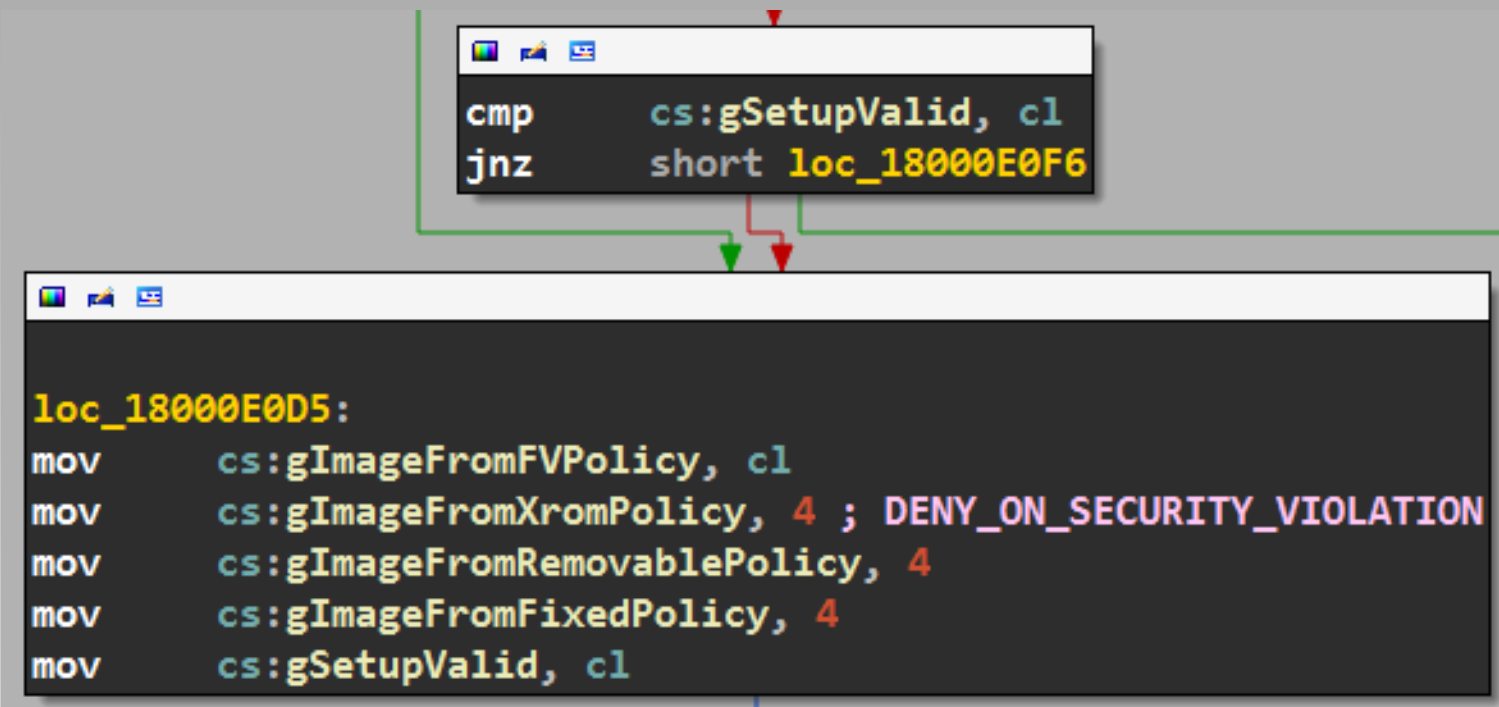 cmp cs:gSetupValid, cl
jnz short loc_18000E0F6
loc_18000E0D5:
mov cs:gImageFromFVPolicy, cl
mov cs:gImageFromXromPolicy, 4 ; DENY_ON_SECURITY_VIOLATION
mov cs:gImageFromRemovablePolicy, 4
mov cs:gImageFromFixedPolicy, 4
mov cs:gSetupValid, cl